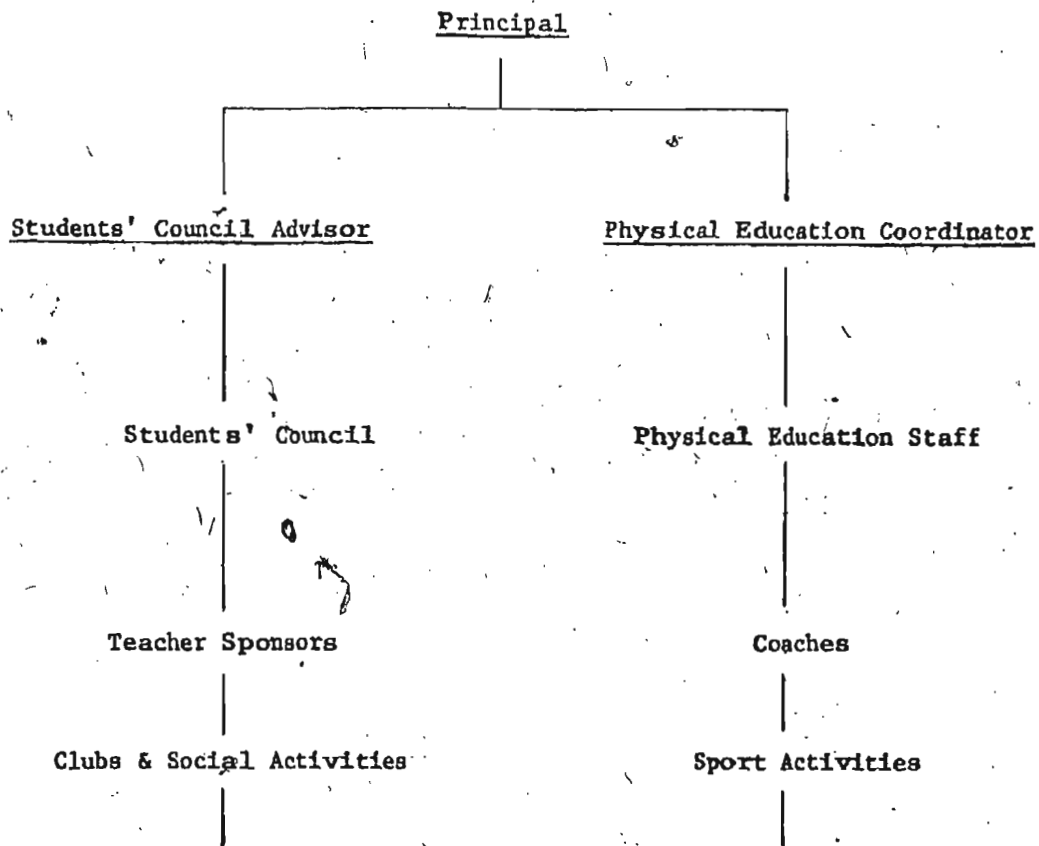 Principal
Students' Council Advisor
Physical Education Coordinator
Students' Council
Physical Education Staff
Teacher Sponsors
Coaches
Clubs & Social Activities
Sport Activities